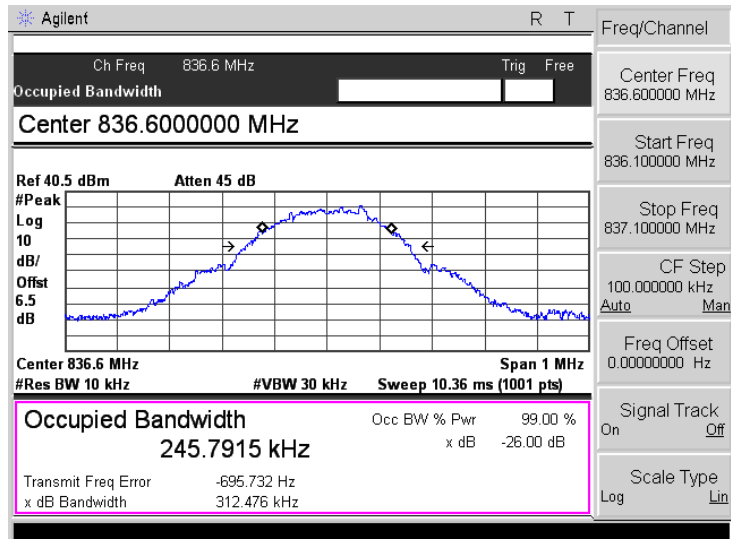 Agilent R T
Ch Freq 836.6 MHz Trig Free
Occupied Bandwidth
Center 836.6000000 MHz
Ref 40.5 dBm Atten 45 dB
#Peak
Log
10
dB/
Offst
6.5
dB
Center 836.6 MHz Span 1 MHz
#Res BW 10 kHz #VBW 30 kHz Sweep 10.36 ms (1001 pts)
Occupied Bandwidth
245.7915 kHz
Occ BW % Pwr 99.00 %
x dB -26.00 dB
Transmit Freq Error -695.732 Hz
x dB Bandwidth 312.476 kHz
Freq/Channel
Center Freq
836.600000 MHz
Start Freq
836.100000 MHz
Stop Freq
837.100000 MHz
CF Step
100.000000 kHz
Auto Man
Freq Offset
0.00000000 Hz
Signal Track
On Off
Scale Type
Log Lin